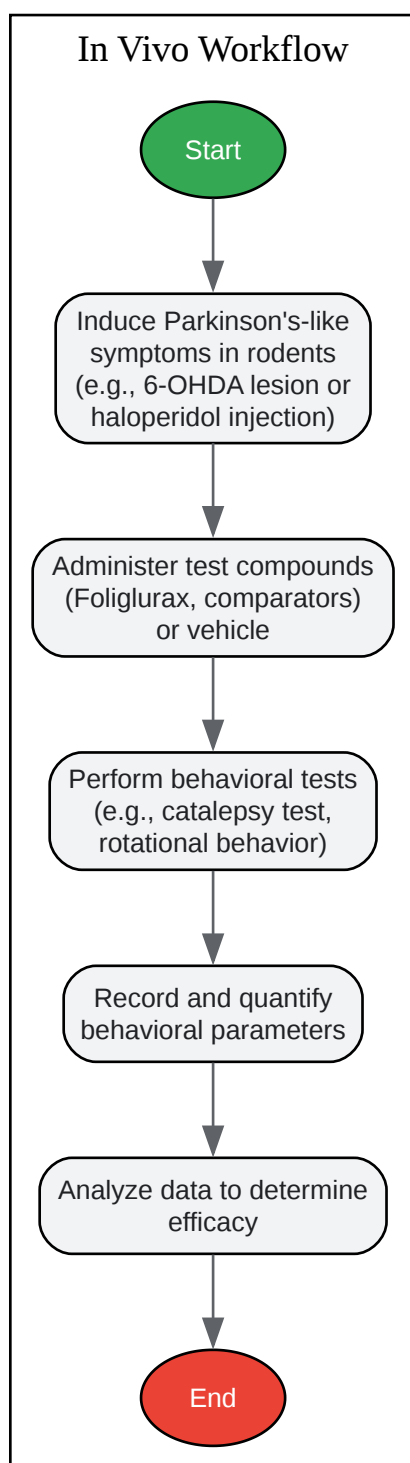 In Vivo Workflow
Start
Induce Parkinson's-like
symptoms in rodents
(e.g., 6-OHDA lesion or
haloperidol injection)
Administer test compounds
(Foliglurax, comparators)
or vehicle
Perform behavioral tests
(e.g., catalepsy test,
rotational behavior)
Record and quantify
behavioral parameters
Analyze data to determine
efficacy
End